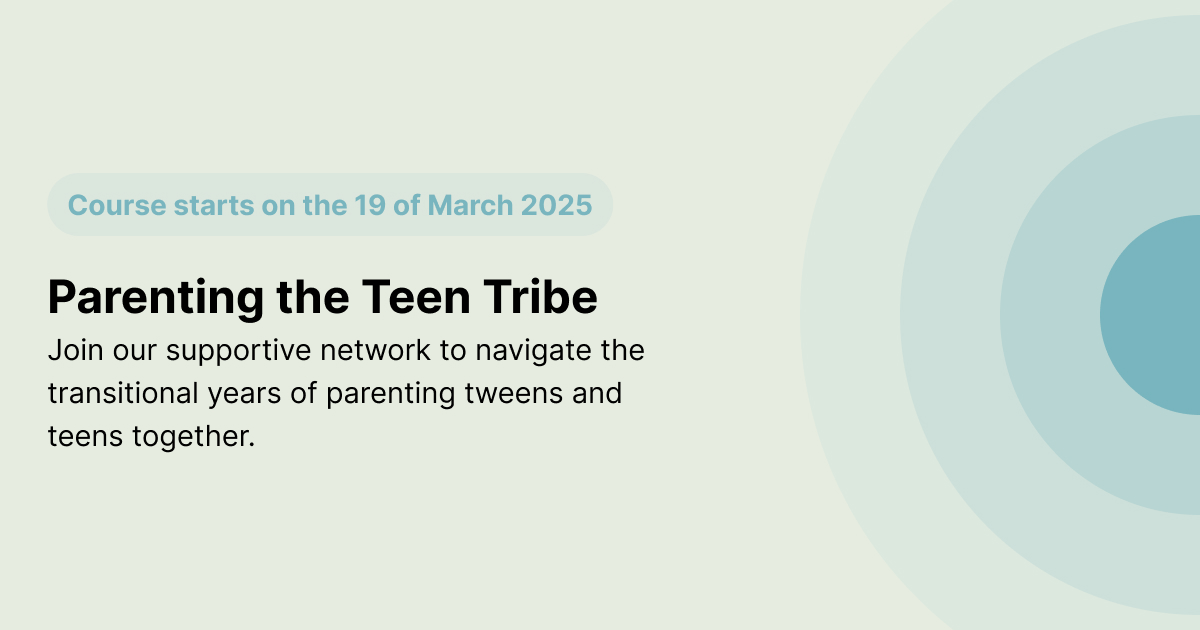 Course starts on the 19 of March 2025
Parenting the Teen Tribe
Join our supportive network to navigate the
transitional years of parenting tweens and
teens together.